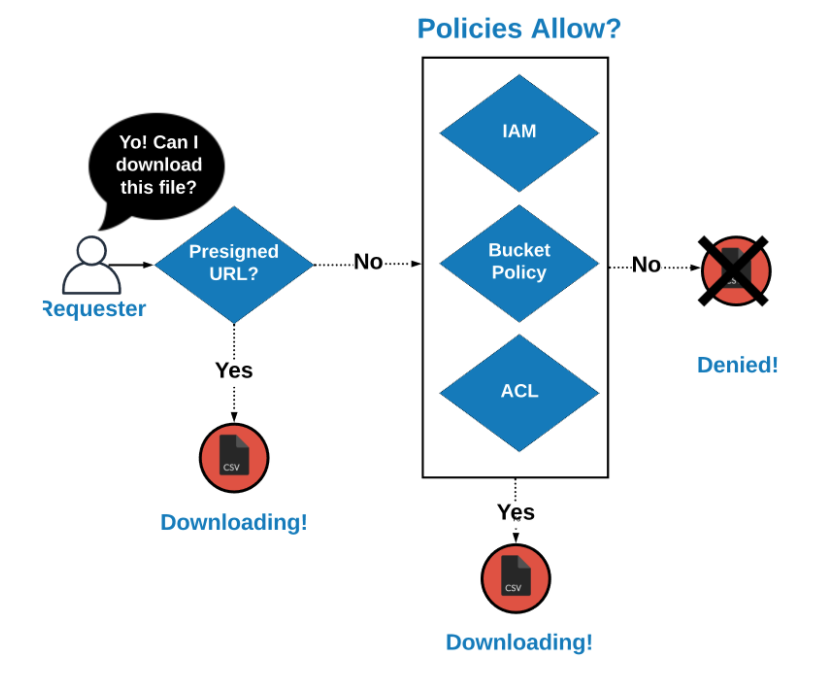 Policies Allow?
Yo! Can I
download
this file?
Requester
Presigned
URL?
No
IAM
Bucket
Policy
ACL
No
Denied!
Yes
CSV
Downloading!
Yes
CSV
Downloading!